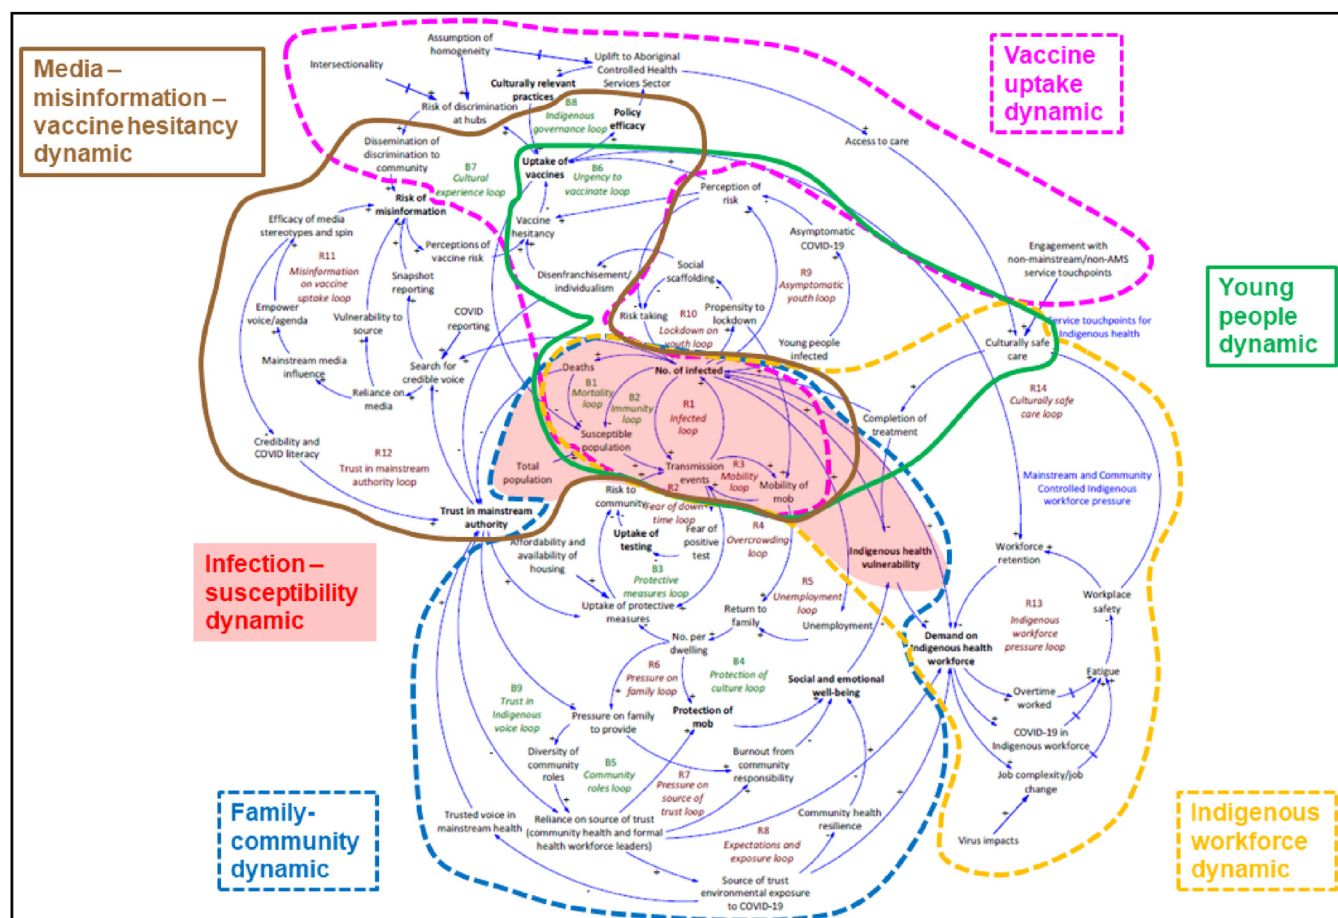 Media –
misinformation –
vaccine hesitancy
dynamic
Vaccine
uptake
dynamic
Young
people
dynamic
Infection –
susceptibility
dynamic
Family-
community
dynamic
Indigenous
workforce
dynamic
Assumption of
homogeneity
Intersectionality
Uplift to Aboriginal
Controlled Health
Services Sector
Culturally relevant
practices
Risk of discrimination
at hubs
B8
Indigenous
governance loop
Policy
efficacy
Dissemination of
discrimination to
community
Access to care
B7
Cultural
experience loop
Uptake of
vaccines
B6
Urgency to
vaccinate loop
Perception of
risk
Risk of
misinformation
Efficacy of media
stereotypes and spin
Vaccine
hesitancy
Asymptomatic
COVID-19
Perceptions of
vaccine risk
Engagement with
non-mainstream/non-AMS
service touchpoints
R11
Misinformation
on vaccine
uptake loop
Snapshot
reporting
Disenfranchisement/
individualism
Social
scaffolding
R9
Asymptomatic
youth loop
Empower
voice/agenda
Vulnerability to
source
COVID
reporting
Risk taking
R10
Lockdown on
youth loop
Propensity to
lockdown
Service touchpoints for
Indigenous health
Young people
infected
Culturally safe
care
Mainstream media
influence
Search for
credible voice
Deaths
No. of infected
Reliance on
media
B1
Mortality
loop
B2
Immunity
loop
R1
Infected
loop
R14
Culturally safe
care loop
Completion of
treatment
Credibility and
COVID literacy
Susceptible
population
R12
Trust in mainstream
authority loop
Total
population
Transmission
events
R3
Mobility
loop
Mobility of
mob
Mainstream and Community
Controlled Indigenous
workforce pressure
Risk to
community
R2
Fear of down
time loop
Trust in mainstream
authority
Affordability and
availability of
housing
Uptake of
testing
Fear of
positive test
R4
Overcrowding
loop
Indigenous health
vulnerability
Workforce
retention
B3
Protective
measures loop
R5
Unemployment
loop
Workplace
safety
Uptake of protective
measures
Return to
family
Unemployment
R13
Indigenous
workforce
pressure loop
No. per
dwelling
Demand on
Indigenous health
workforce
R6
Pressure on
family loop
B4
Protection of
culture loop
Social and emotional
well-being
Fatigue
B9
Trust in
Indigenous
voice loop
Overtime
worked
Pressure on family
to provide
Protection of
mob
COVID-19 in
Indigenous workforce
Diversity of
community
roles
B5
Community
roles loop
R7
Pressure on
source of
trust loop
Burnout from
community
responsibility
Job complexity/job
change
Trusted voice in
mainstream health
Reliance on source of trust
(community health and formal
health workforce leaders)
Community health
resilience
R8
Expectations and
exposure loop
Virus impacts
Source of trust
environmental exposure
to COVID-19